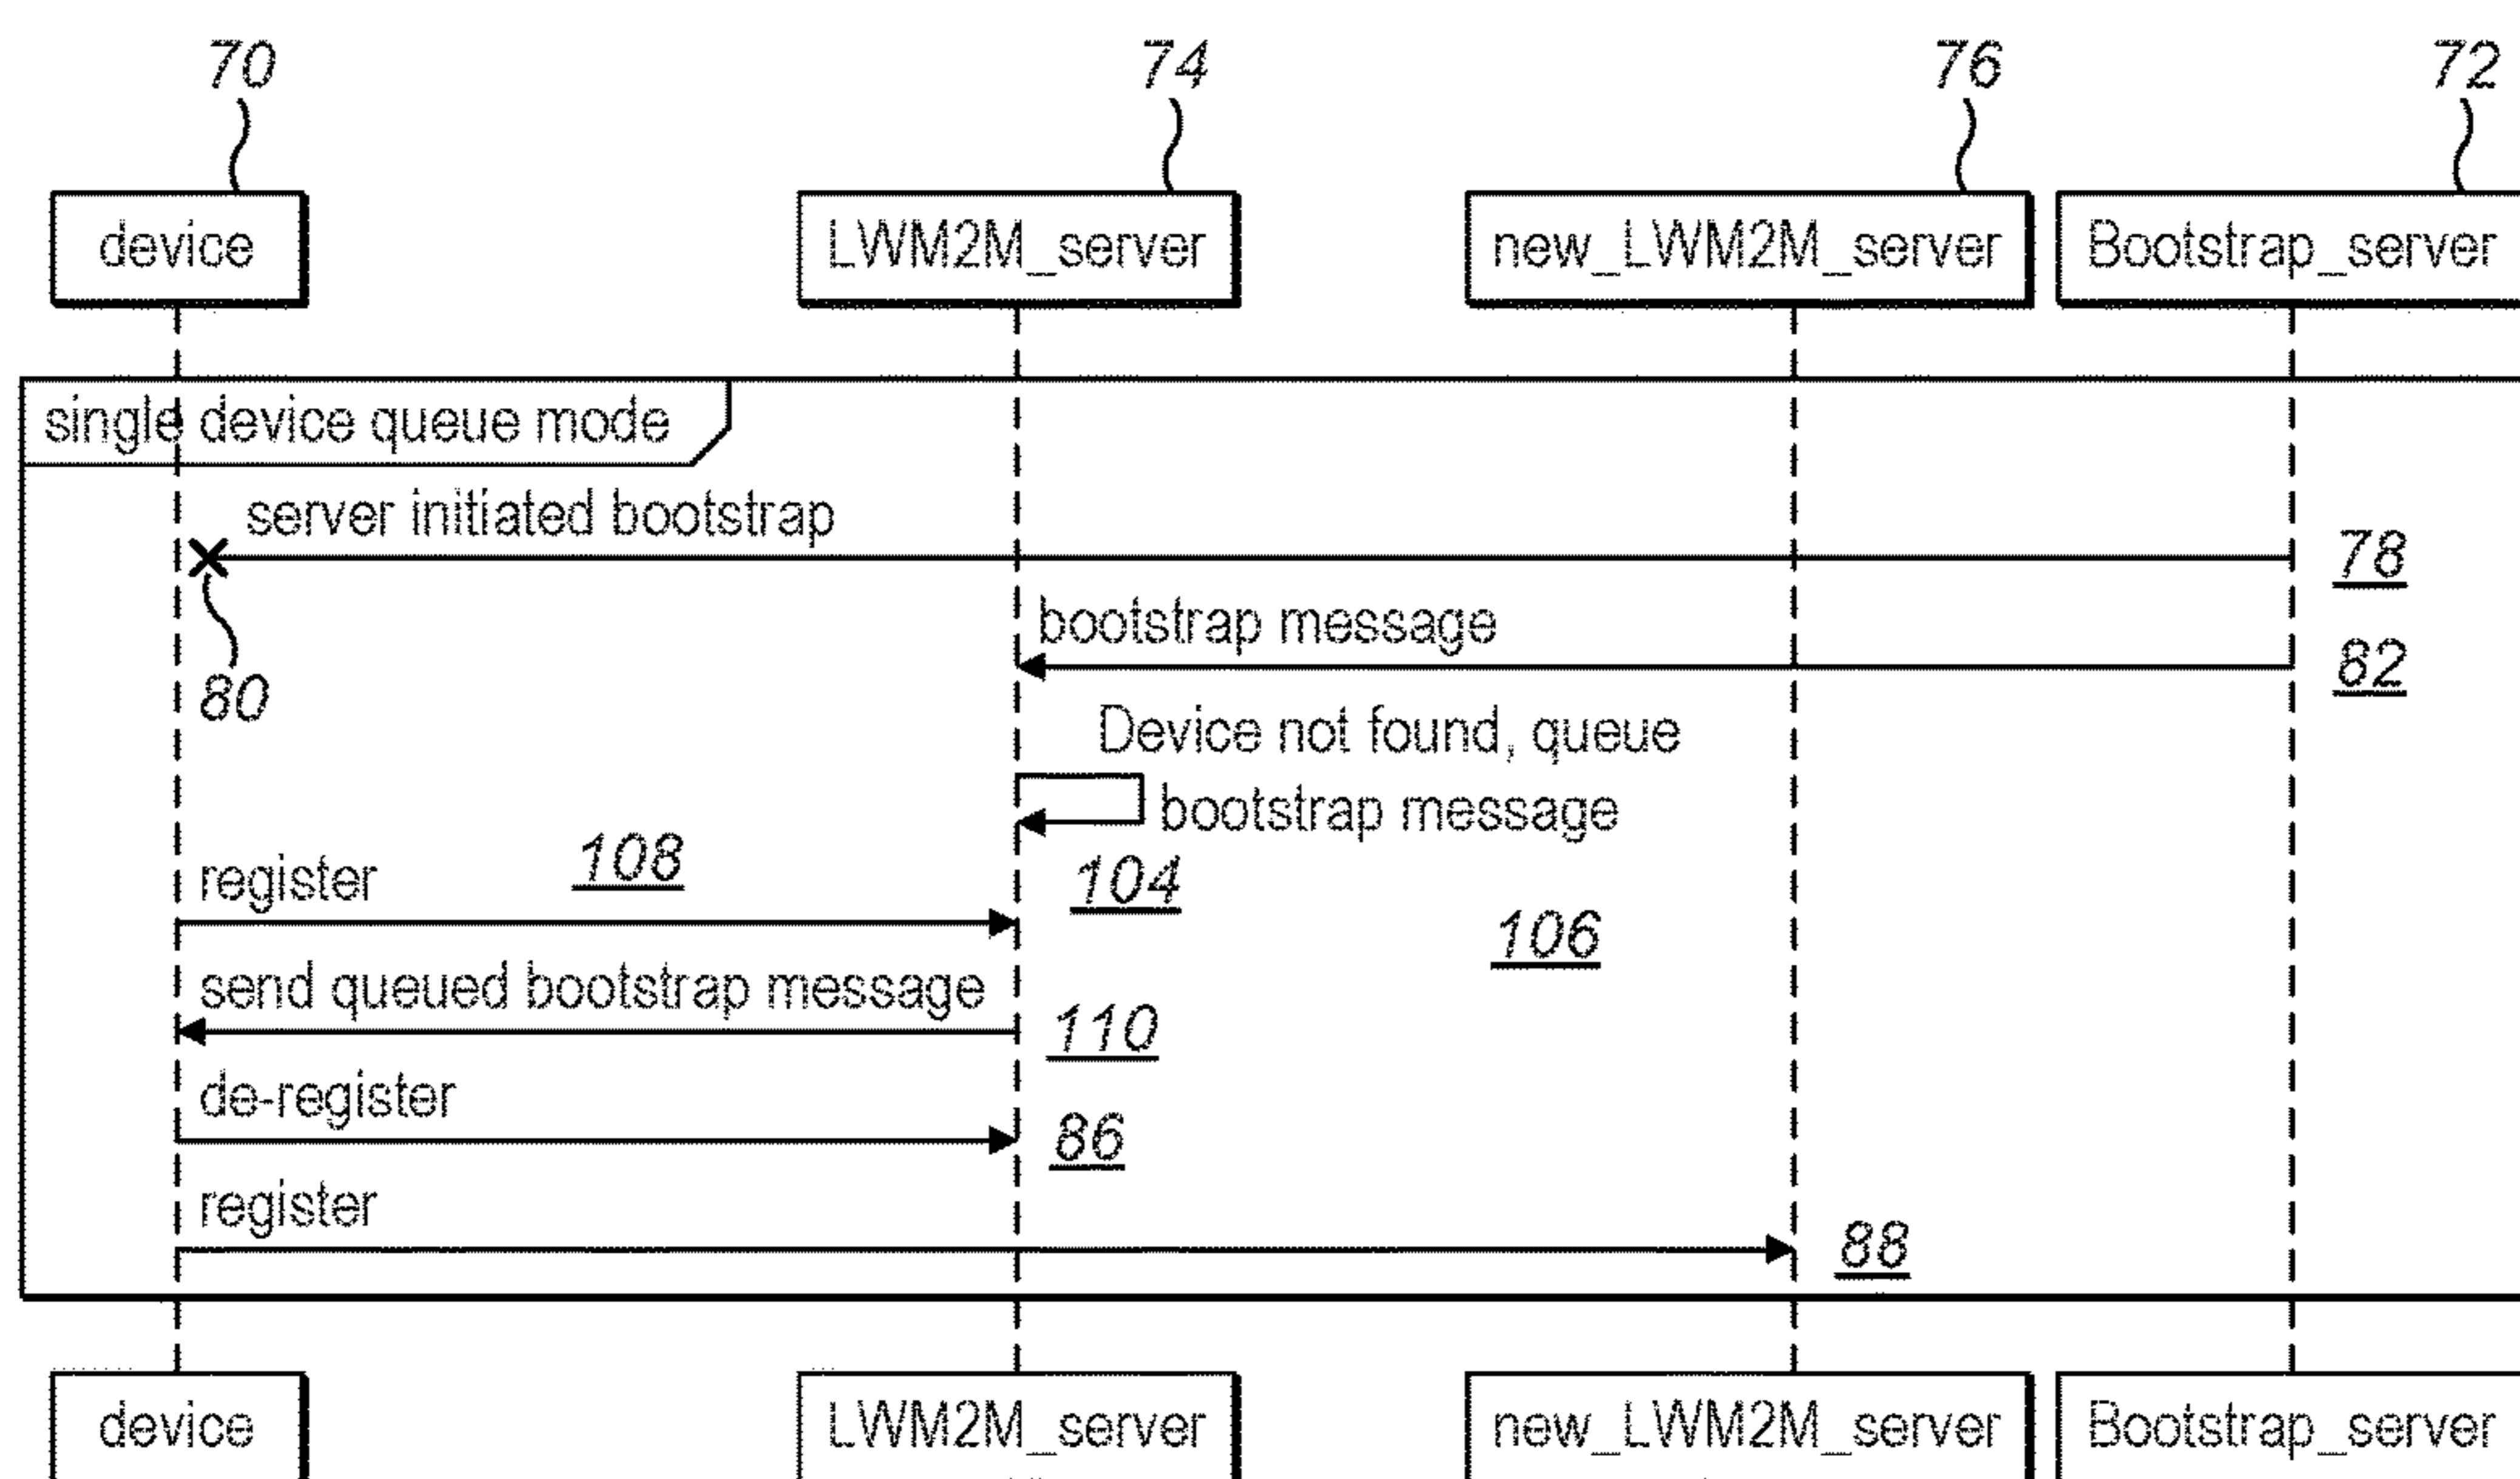 70 74 76 72
device LWM2M_server new_LWM2M_server Bootstrap_server
single device queue mode
server initiated bootstrap
78
bootstrap message
82
80
Device not found, queue
bootstrap message
register 108 104
106
send queued bootstrap message
110
de-register
86
register
88
device LWM2M_server new_LWM2M_server Bootstrap_server